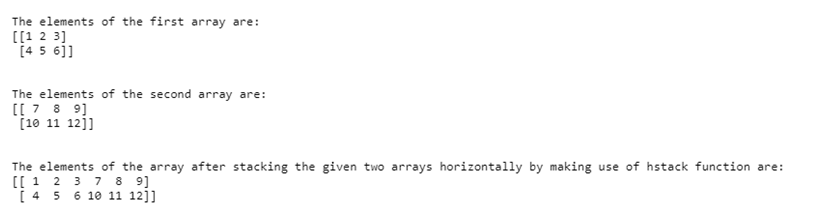 The elements of the first array are:
[[1 2 3]
 [4 5 6]]
The elements of the second array are:
[[ 7  8  9]
 [10 11 12]]
The elements of the array after stacking the given two arrays horizontally by making use of hstack function are:
[[ 1  2  3  7  8  9]
 [ 4  5  6 10 11 12]]